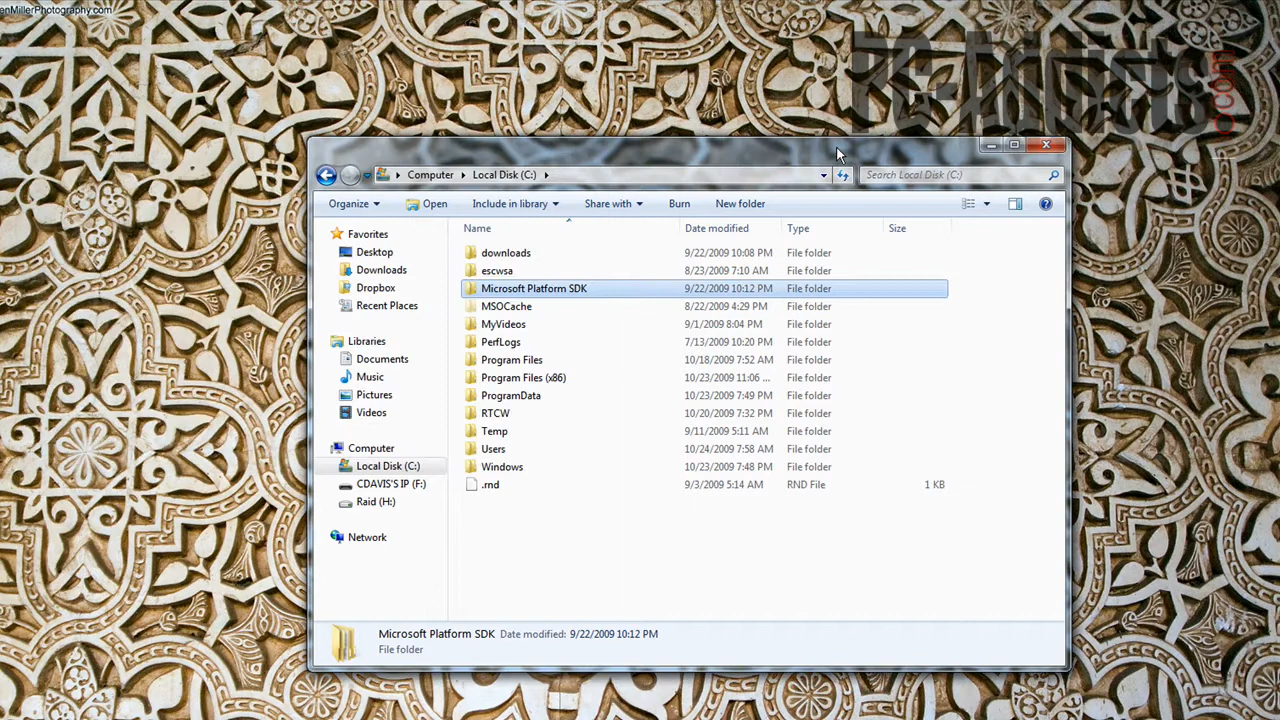 enMillerPhotography.com
.com
Computer Local Disk (C:) Search Local Disk (C:)
Organize Open Include in library Share with Burn New folder
Name Date modified Type Size
Favorites
Desktop
Downloads
Dropbox
Recent Places
Libraries
Documents
Music
Pictures
Videos
Computer
Local Disk (C:)
CDAVIS'S IP (F:)
Raid (H:)
Network
downloads 9/22/2009 10:08 PM File folder
escwsa 8/23/2009 7:10 AM File folder
Microsoft Platform SDK 9/22/2009 10:12 PM File folder
MSOCache 8/22/2009 4:29 PM File folder
MyVideos 9/1/2009 8:04 PM File folder
PerfLogs 7/13/2009 10:20 PM File folder
Program Files 10/18/2009 7:52 AM File folder
Program Files (x86) 10/23/2009 11:06 ... File folder
ProgramData 10/23/2009 7:49 PM File folder
RTCW 10/20/2009 7:32 PM File folder
Temp 9/11/2009 5:11 AM File folder
Users 10/24/2009 7:58 AM File folder
Windows 10/23/2009 7:48 PM File folder
.rnd 9/3/2009 5:14 AM RND File 1 KB
Microsoft Platform SDK Date modified: 9/22/2009 10:12 PM
File folder